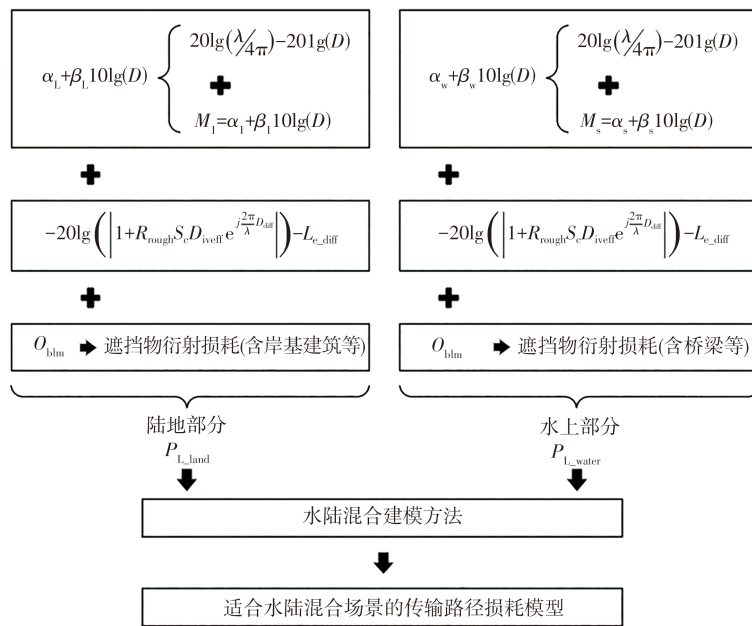 α_L+β_L10lg(D) { 20lg(λ/4π)−201g(D)
+
M_l=α_l+β_l10lg(D)
+
−20lg(|1+R_rough S_c D_iveff e^{j(2π/λ)D_diff}|)−L_e_diff
+
O_blm → 遮挡物衍射损耗(含岸基建筑等)
陆地部分
P_L_land
α_w+β_w10lg(D) { 20lg(λ/4π)−201g(D)
+
M_s=α_s+β_s10lg(D)
+
−20lg(|1+R_rough S_c D_iveff e^{j(2π/λ)D_diff}|)−L_e_diff
+
O_blm → 遮挡物衍射损耗(含桥梁等)
水上部分
P_L_water
水陆混合建模方法
适合水陆混合场景的传输路径损耗模型